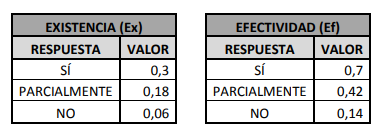 EXISTENCIA (Ex)
RESPUESTA VALOR
SÍ 0,3
PARCIALMENTE 0,18
NO 0,06
EFECTIVIDAD (Ef)
RESPUESTA VALOR
SÍ 0,7
PARCIALMENTE 0,42
NO 0,14